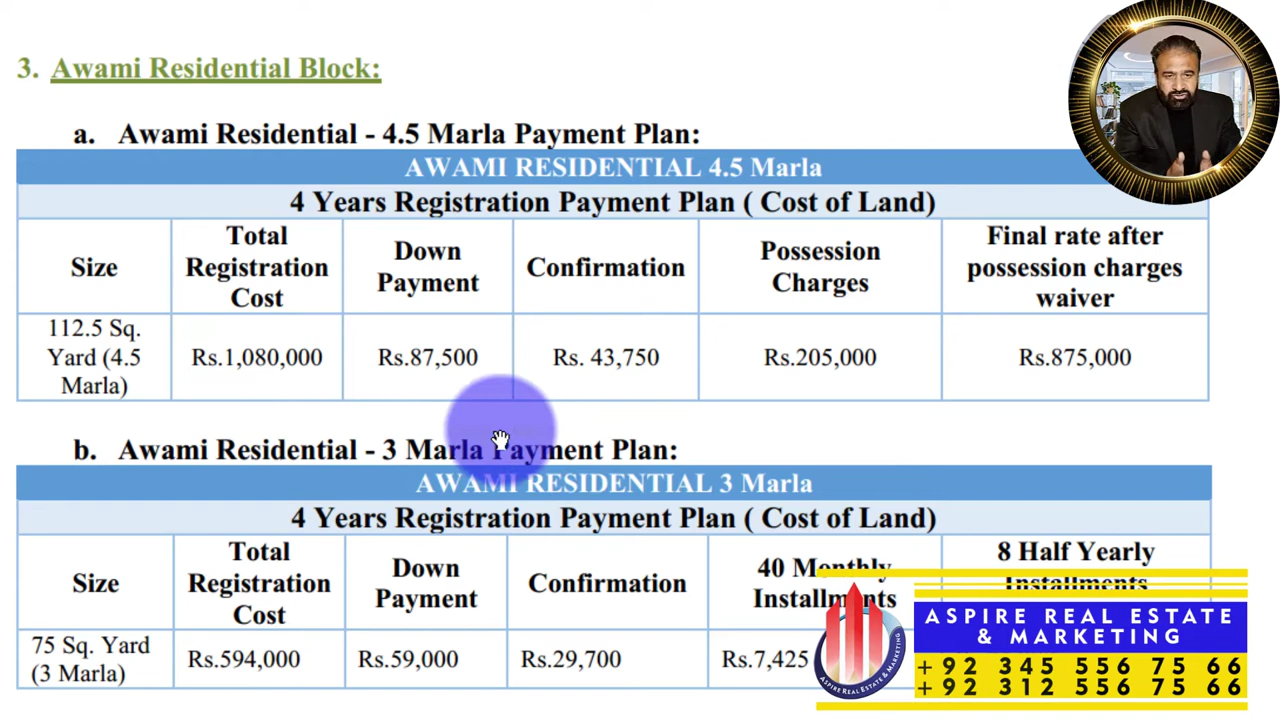 3. Awami Residential Block:
a. Awami Residential - 4.5 Marla Payment Plan:
AWAMI RESIDENTIAL 4.5 Marla
4 Years Registration Payment Plan ( Cost of Land)
Size
Total Registration Cost
Down Payment
Confirmation
Possession Charges
Final rate after possession charges waiver
112.5 Sq. Yard (4.5 Marla)
Rs.1,080,000
Rs.87,500
Rs. 43,750
Rs.205,000
Rs.875,000
b. Awami Residential - 3 Marla Payment Plan:
AWAMI RESIDENTIAL 3 Marla
4 Years Registration Payment Plan ( Cost of Land)
Size
Total Registration Cost
Down Payment
Confirmation
40 Monthly Installments
8 Half Yearly Installments
75 Sq. Yard (3 Marla)
Rs.594,000
Rs.59,000
Rs.29,700
Rs.7,425
ASPIRE REAL ESTATE & MARKETING
ASPIRE REAL ESTATE
& MARKETING
+92 345 556 75 66
+92 312 556 75 66